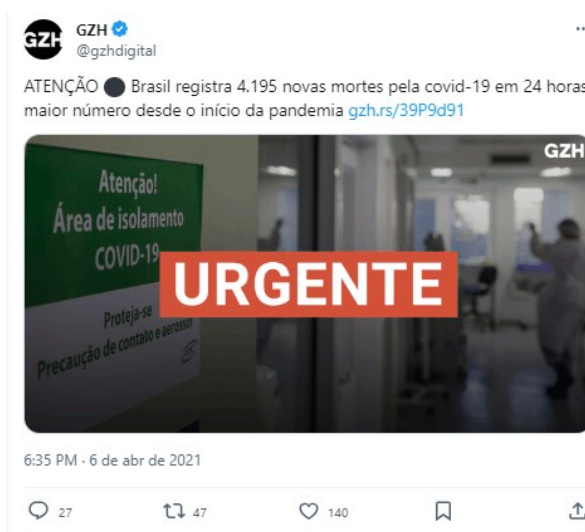 GZH
GZH
@gzhdigital
ATENÇÃO ⚫ Brasil registra 4.195 novas mortes pela covid-19 em 24 horas
maior número desde o início da pandemia gzh.rs/39P9d91
GZH
Atenção!
Área de isolamento
COVID-19
URGENTE
Proteja-se
Precaução de contato e aerossol
6:35 PM · 6 de abr de 2021
27 47 140